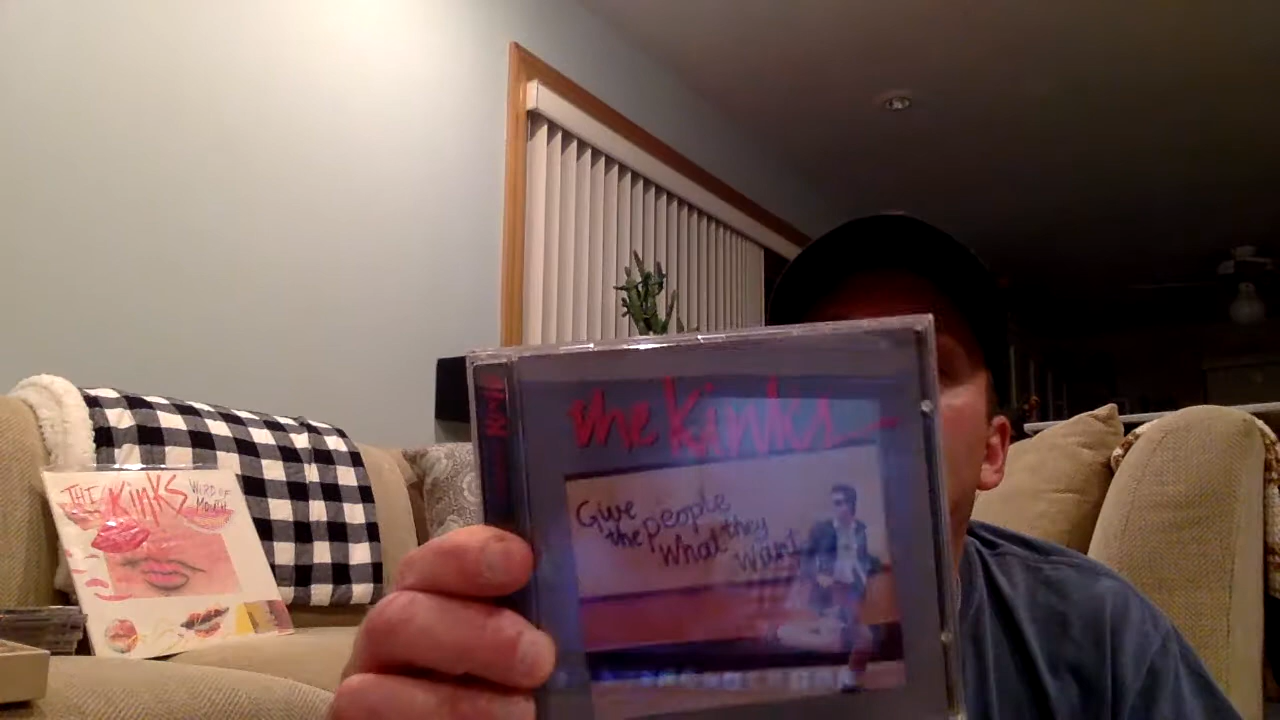 the Kinks
Give
the People
What they
Want
THE KINKS
WORD OF
MOUTH